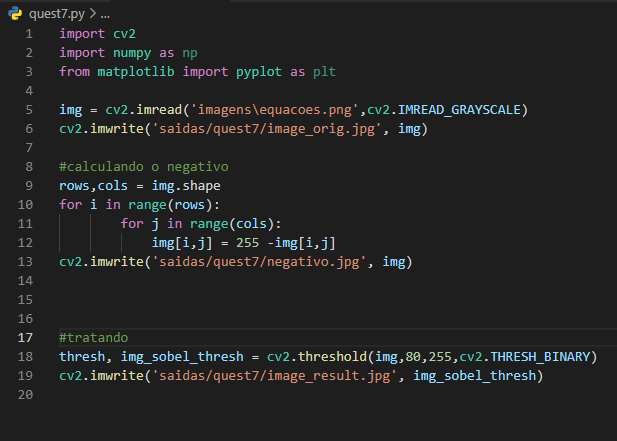 quest7.py > ...
1 import cv2
2 import numpy as np
3 from matplotlib import pyplot as plt
4
5 img = cv2.imread('imagens\equacoes.png',cv2.IMREAD_GRAYSCALE)
6 cv2.imwrite('saidas/quest7/image_orig.jpg', img)
7
8 #calculando o negativo
9 rows,cols = img.shape
10 for i in range(rows):
11 for j in range(cols):
12 img[i,j] = 255 -img[i,j]
13 cv2.imwrite('saidas/quest7/negativo.jpg', img)
14
15
16
17 #tratando
18 thresh, img_sobel_thresh = cv2.threshold(img,80,255,cv2.THRESH_BINARY)
19 cv2.imwrite('saidas/quest7/image_result.jpg', img_sobel_thresh)
20